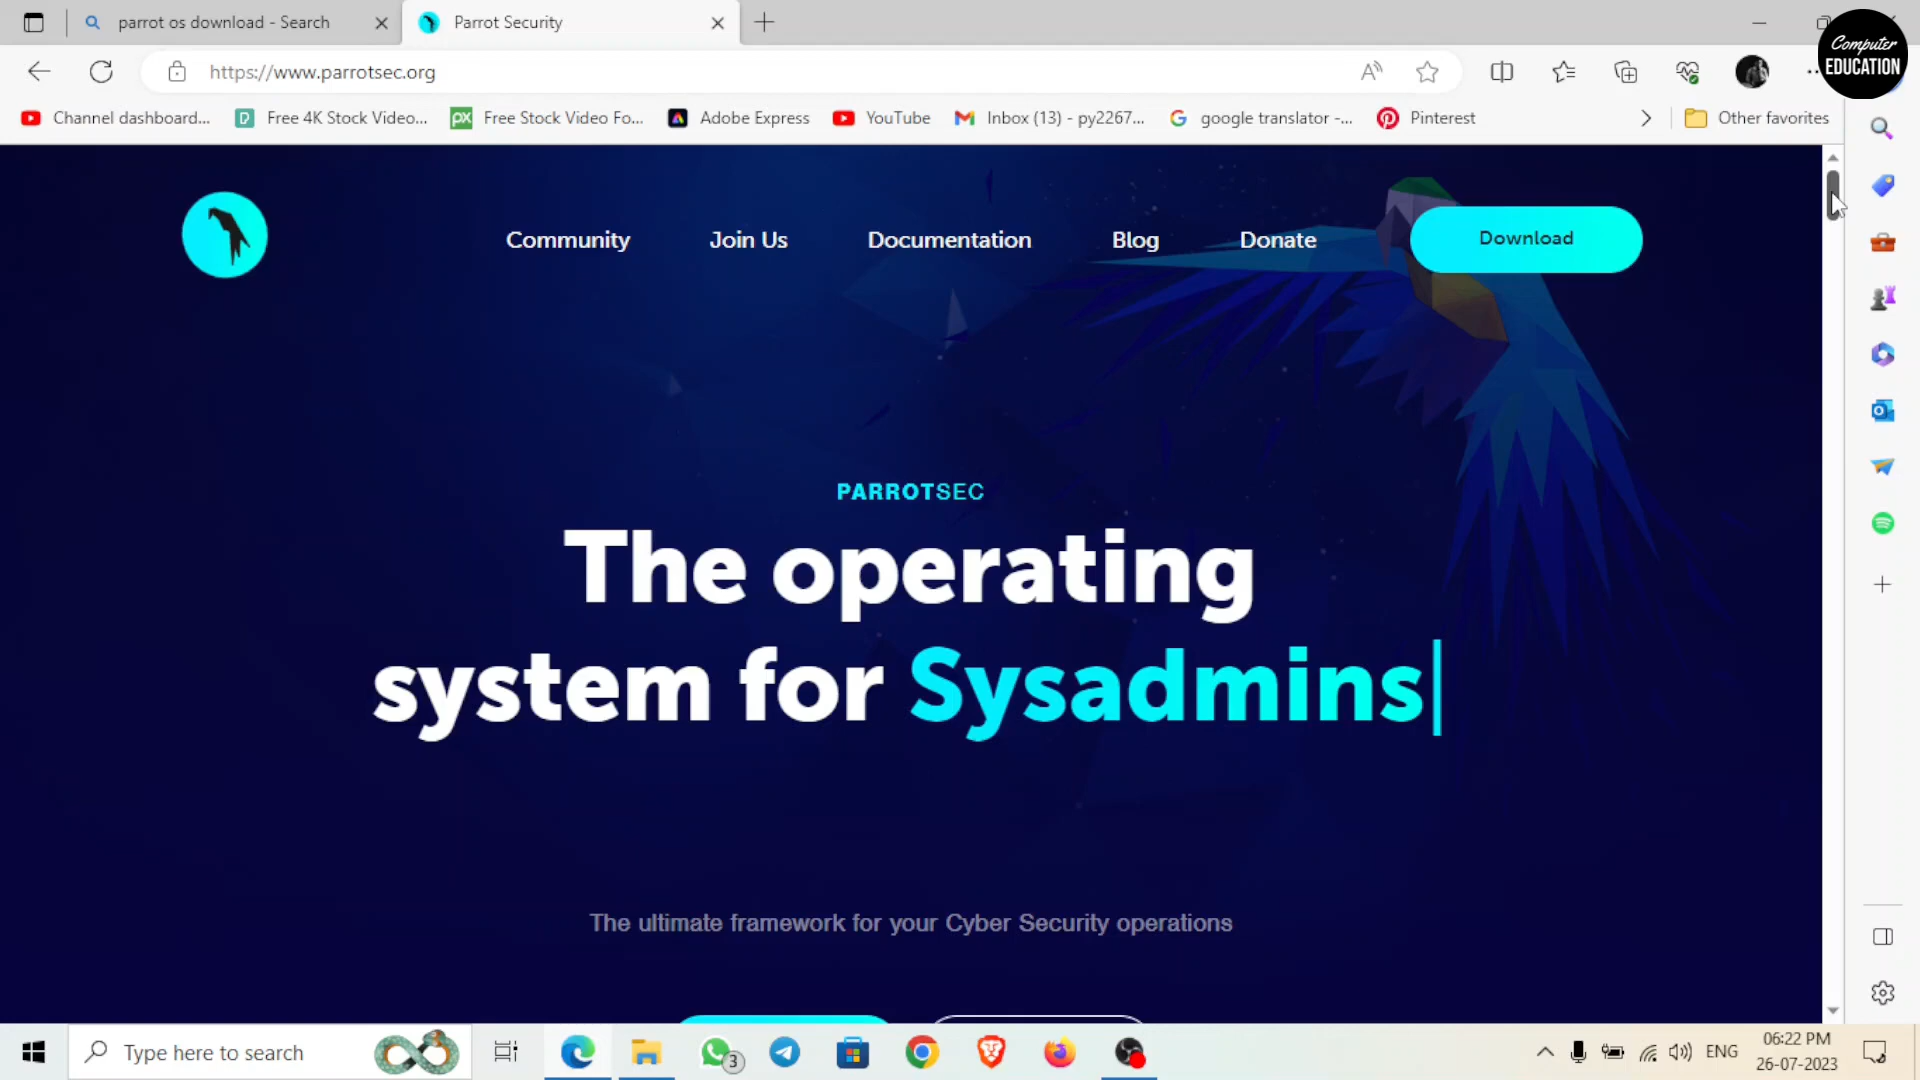 parrot os download - Search
Parrot Security
Computer
EDUCATION
https://www.parrotsec.org
Channel dashboard...
Free 4K Stock Video...
Free Stock Video Fo...
Adobe Express
YouTube
Inbox (13) - py2267...
google translator -...
Pinterest
Other favorites
Community
Join Us
Documentation
Blog
Donate
Download
PARROTSEC
The operating
system for Sysadmins
The ultimate framework for your Cyber Security operations
Type here to search
3
ENG
06:22 PM
26-07-2023